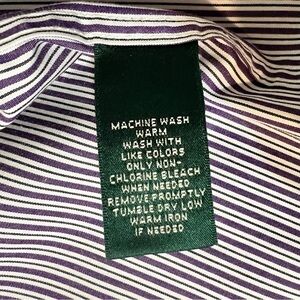 MACHINE WASH
WARM
WASH WITH
LIKE COLORS
ONLY NON-
CHLORINE BLEACH
WHEN NEEDED
REMOVE PROMPTLY
TUMBLE DRY LOW
WARM IRON
IF NEEDED